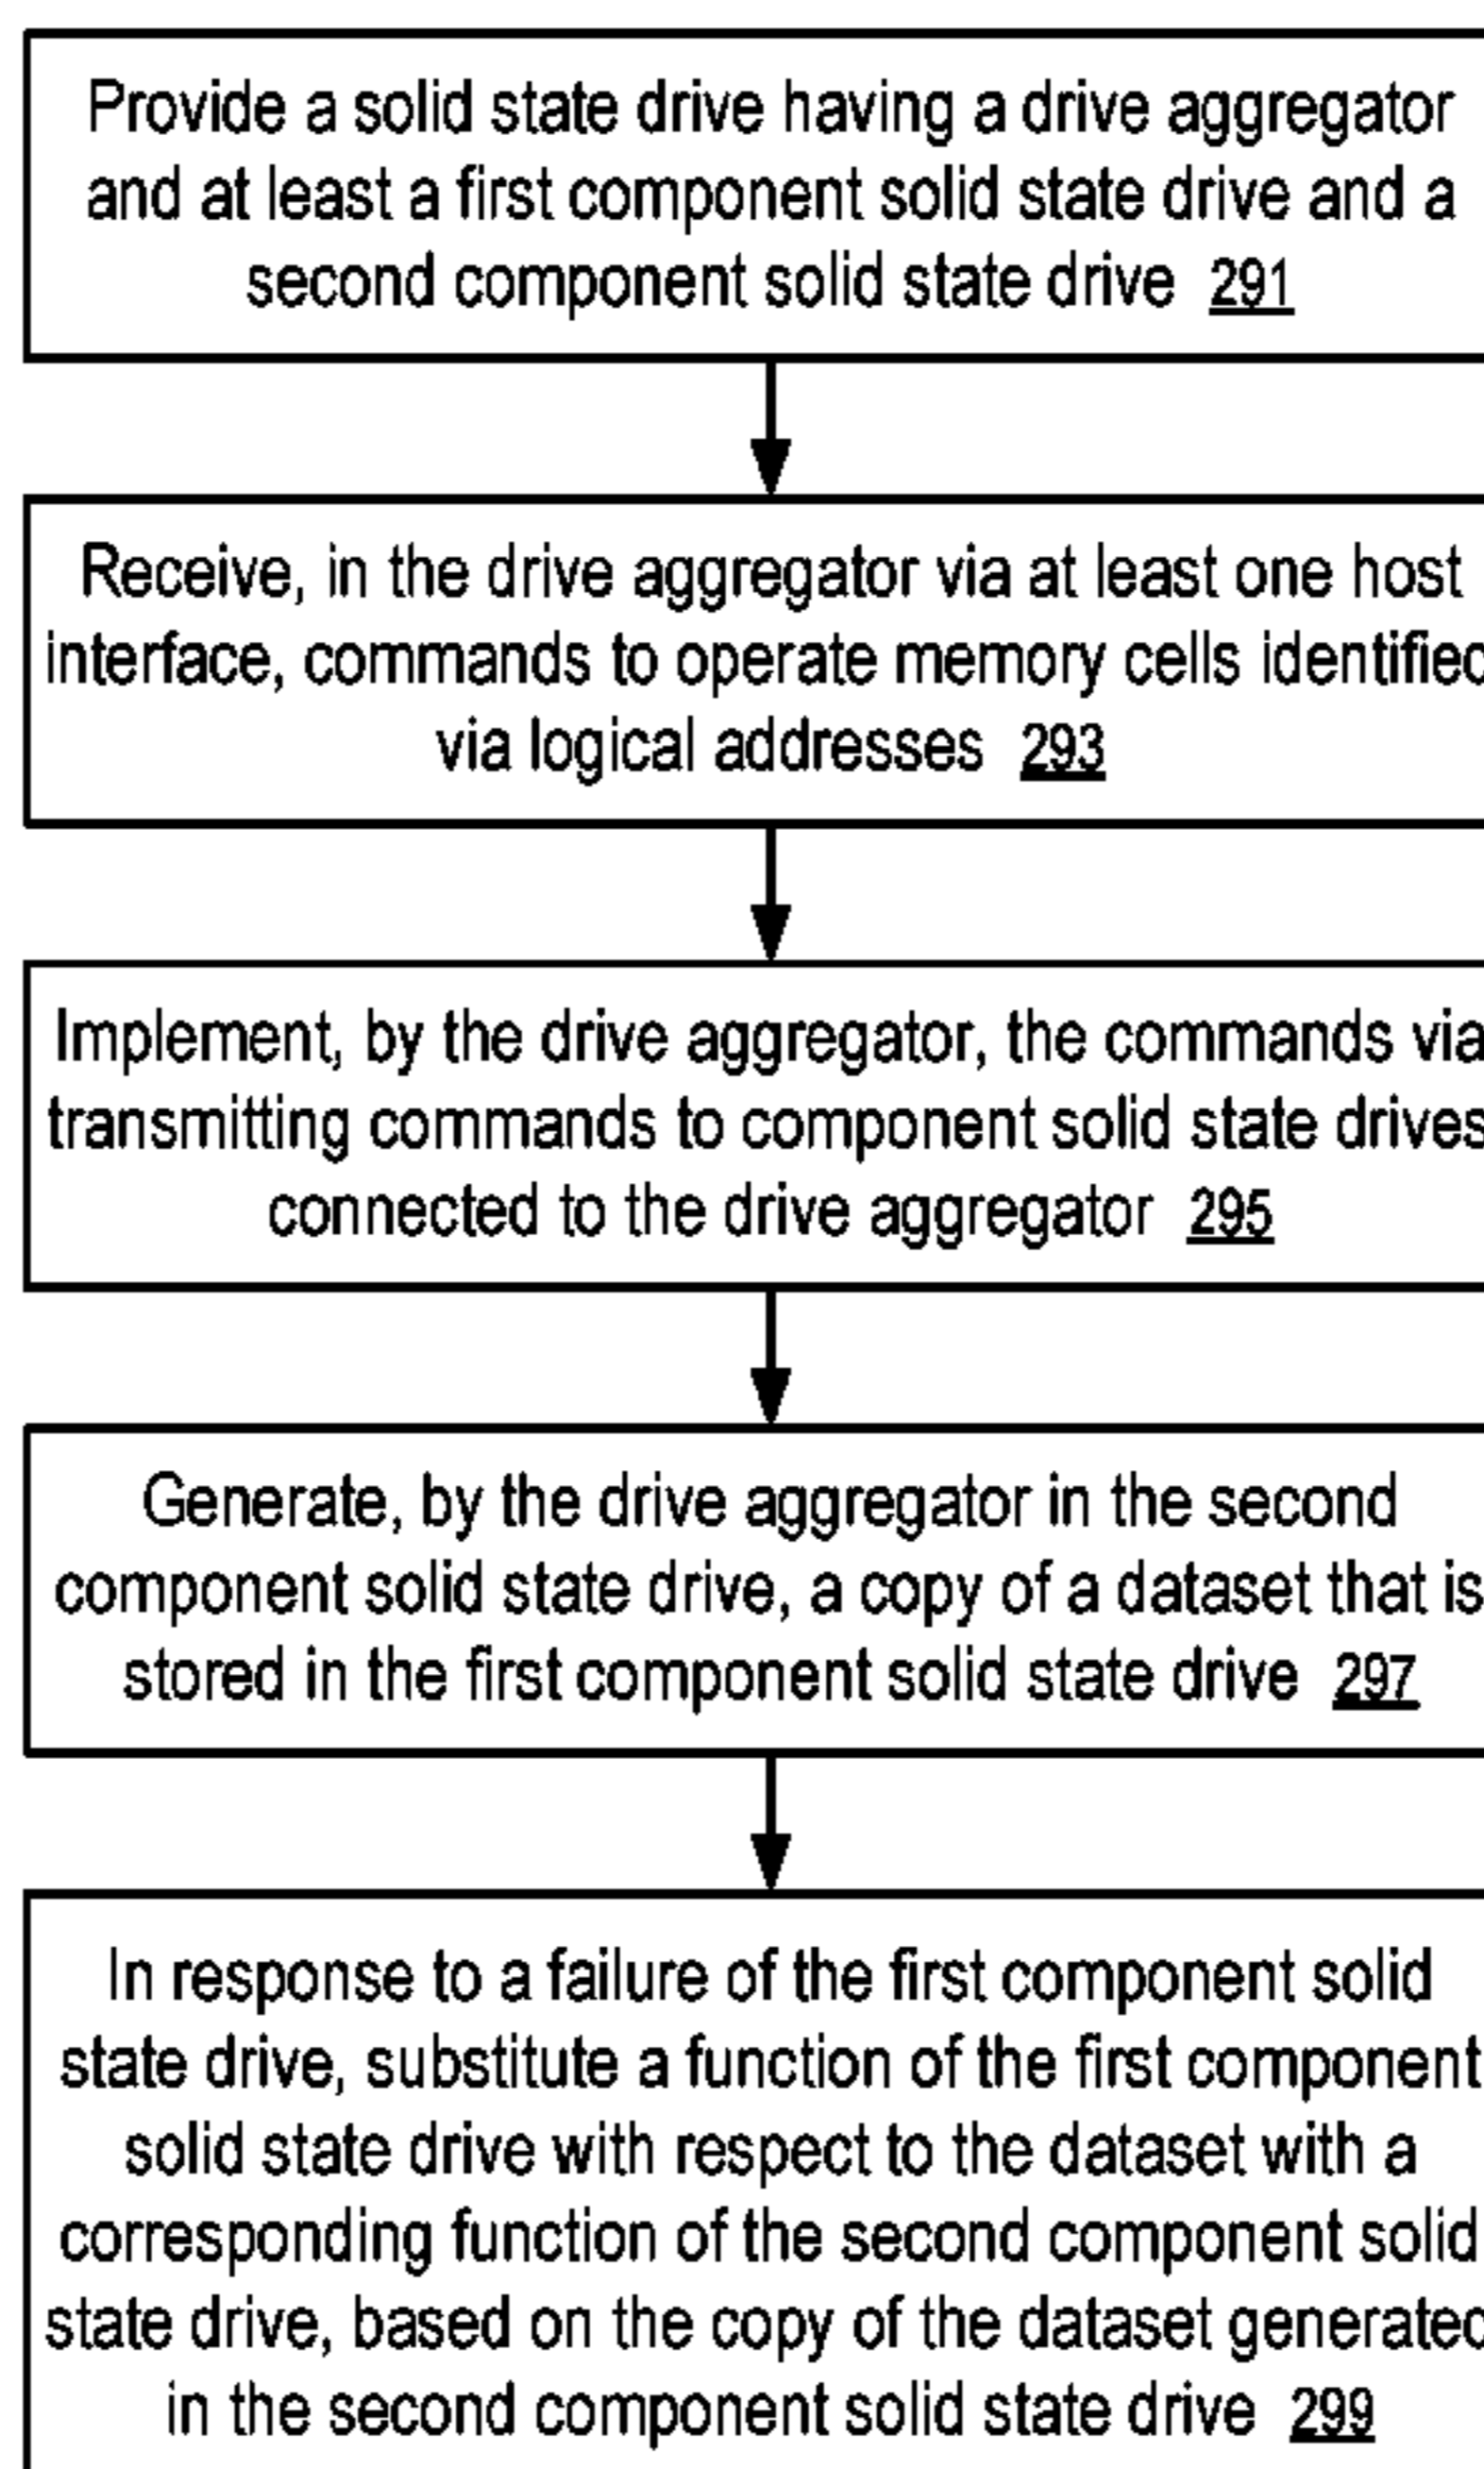 Provide a solid state drive having a drive aggregator
and at least a first component solid state drive and a
second component solid state drive 291
Receive, in the drive aggregator via at least one host
interface, commands to operate memory cells identified
via logical addresses 293
Implement, by the drive aggregator, the commands via
transmitting commands to component solid state drives
connected to the drive aggregator 295
Generate, by the drive aggregator in the second
component solid state drive, a copy of a dataset that is
stored in the first component solid state drive 297
In response to a failure of the first component solid
state drive, substitute a function of the first component
solid state drive with respect to the dataset with a
corresponding function of the second component solid
state drive, based on the copy of the dataset generated
in the second component solid state drive 299